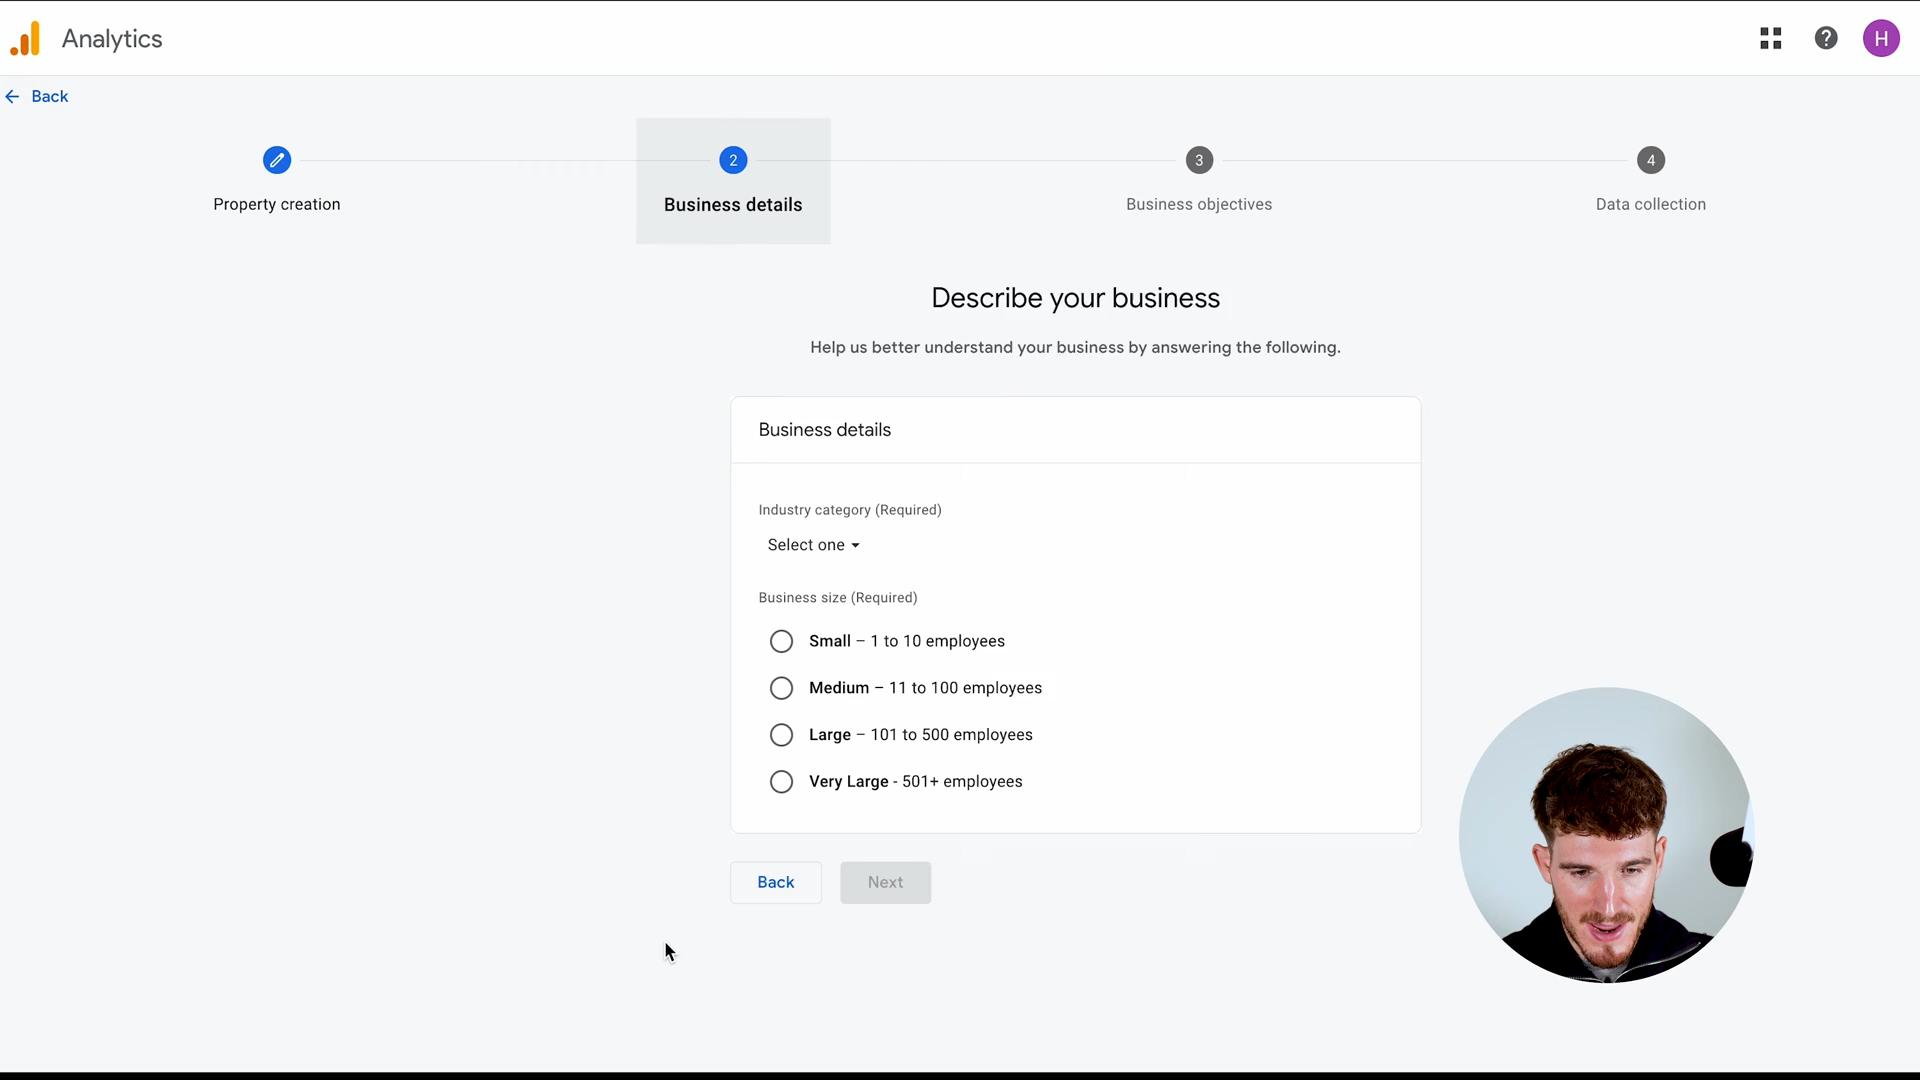 Analytics
?
H
Back
2
3
4
Property creation
Business details
Business objectives
Data collection
Describe your business
Help us better understand your business by answering the following.
Business details
Industry category (Required)
Select one
Business size (Required)
Small – 1 to 10 employees
Medium – 11 to 100 employees
Large – 101 to 500 employees
Very Large - 501+ employees
Back
Next